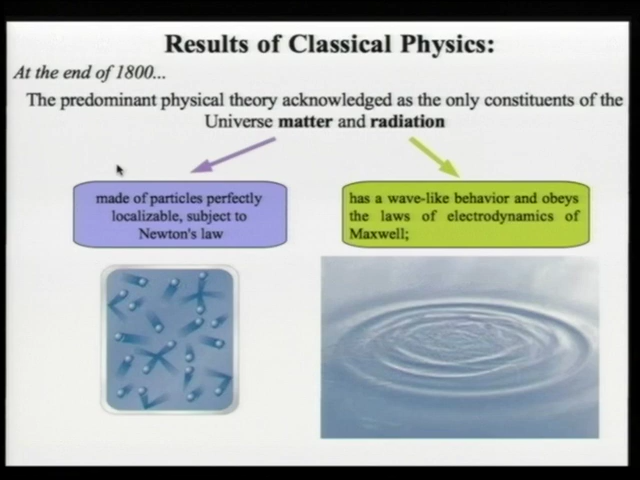 Results of Classical Physics:
At the end of 1800...
The predominant physical theory acknowledged as the only constituents of the
Universe matter and radiation
made of particles perfectly
localizable, subject to
Newton's law
has a wave-like behavior and obeys
the laws of electrodynamics of
Maxwell;